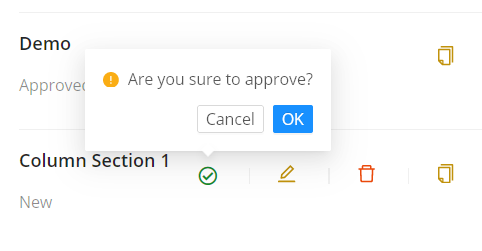 Demo
Are you sure to approve?
Approved
Cancel OK
Column Section 1
New